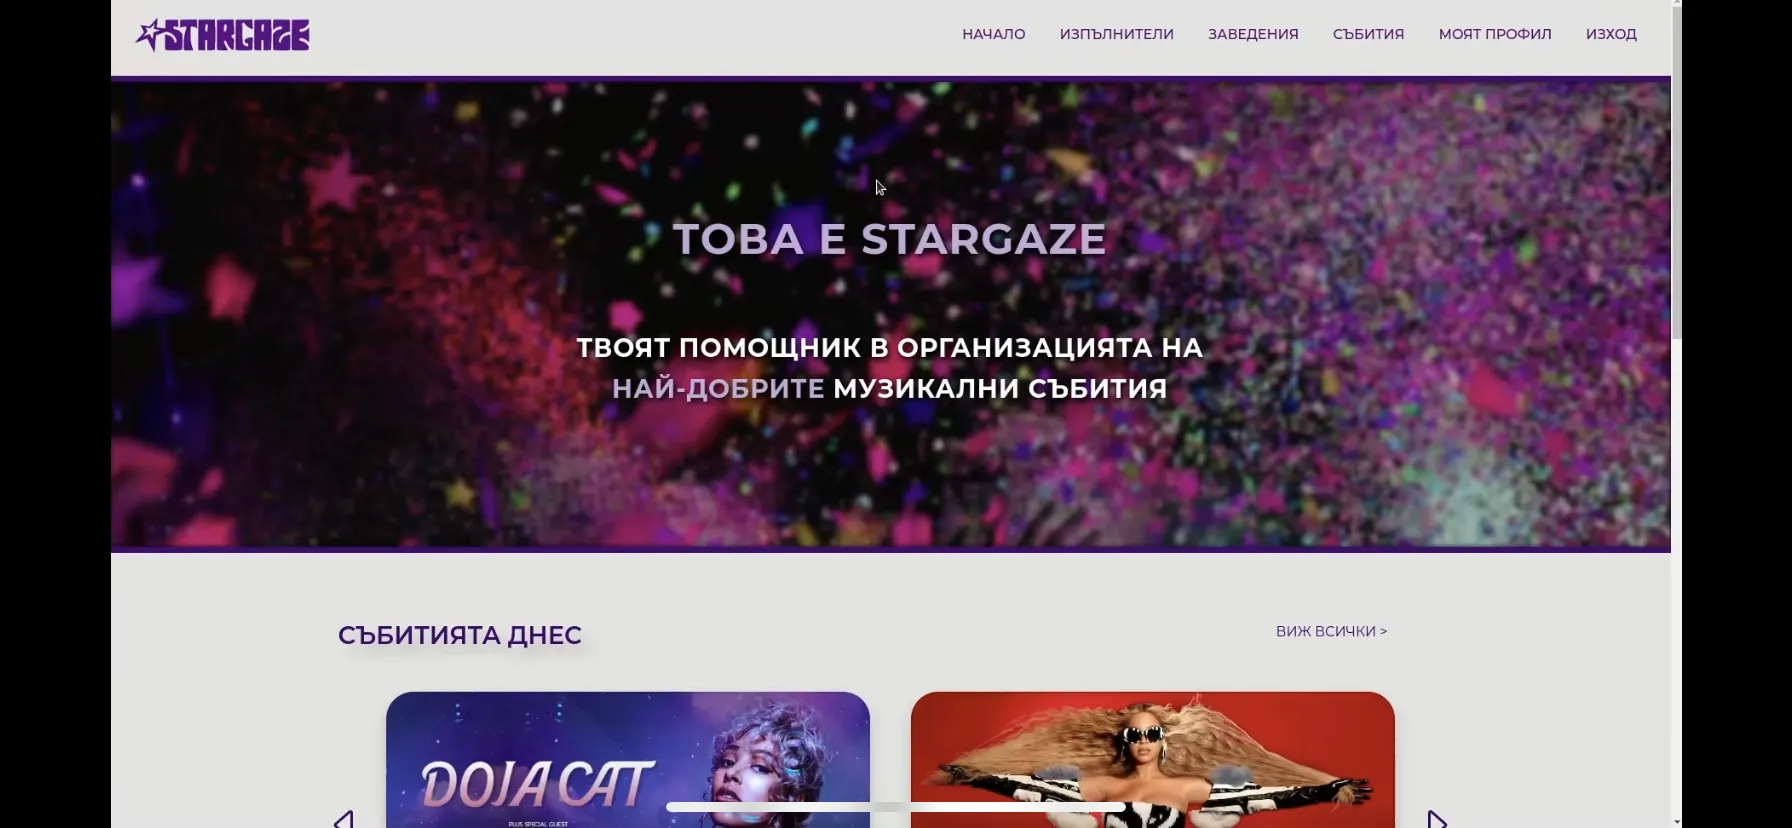 STARGAZE
НАЧАЛО ИЗПЪЛНИТЕЛИ ЗАВЕДЕНИЯ СЪБИТИЯ МОЯТ ПРОФИЛ ИЗХОД
ТОВА Е STARGAZE
ТВОЯТ ПОМОЩНИК В ОРГАНИЗАЦИЯТА НА
НАЙ-ДОБРИТЕ МУЗИКАЛНИ СЪБИТИЯ
СЪБИТИЯТА ДНЕС
ВИЖ ВСИЧКИ >
DOJA CAT
PLUS SPECIAL GUEST